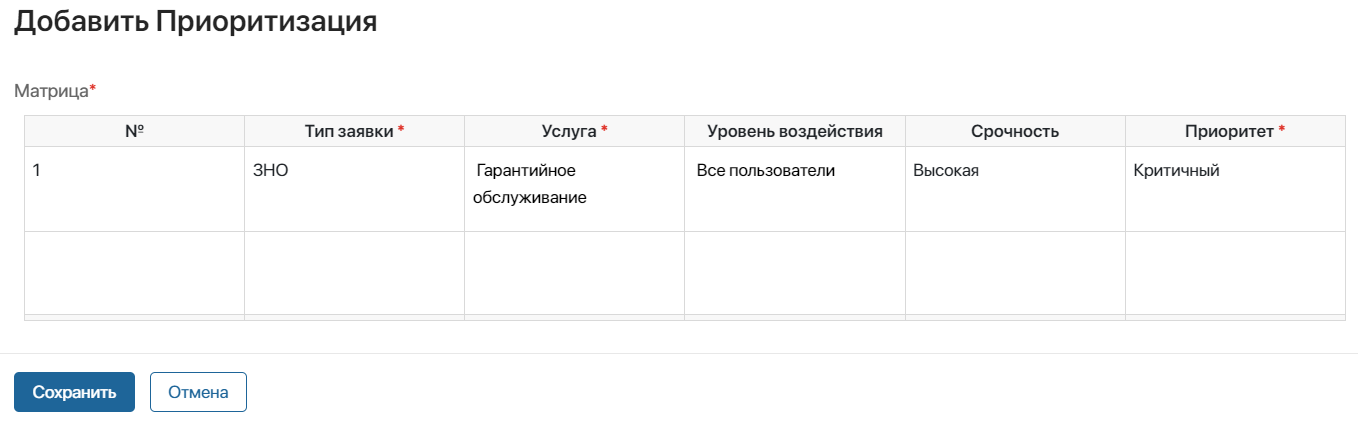 Добавить Приоритизация
Матрица*
№ Тип заявки * Услуга * Уровень воздействия Срочность Приоритет *
1 ЗНО Гарантийное обслуживание Все пользователи Высокая Критичный
Сохранить Отмена